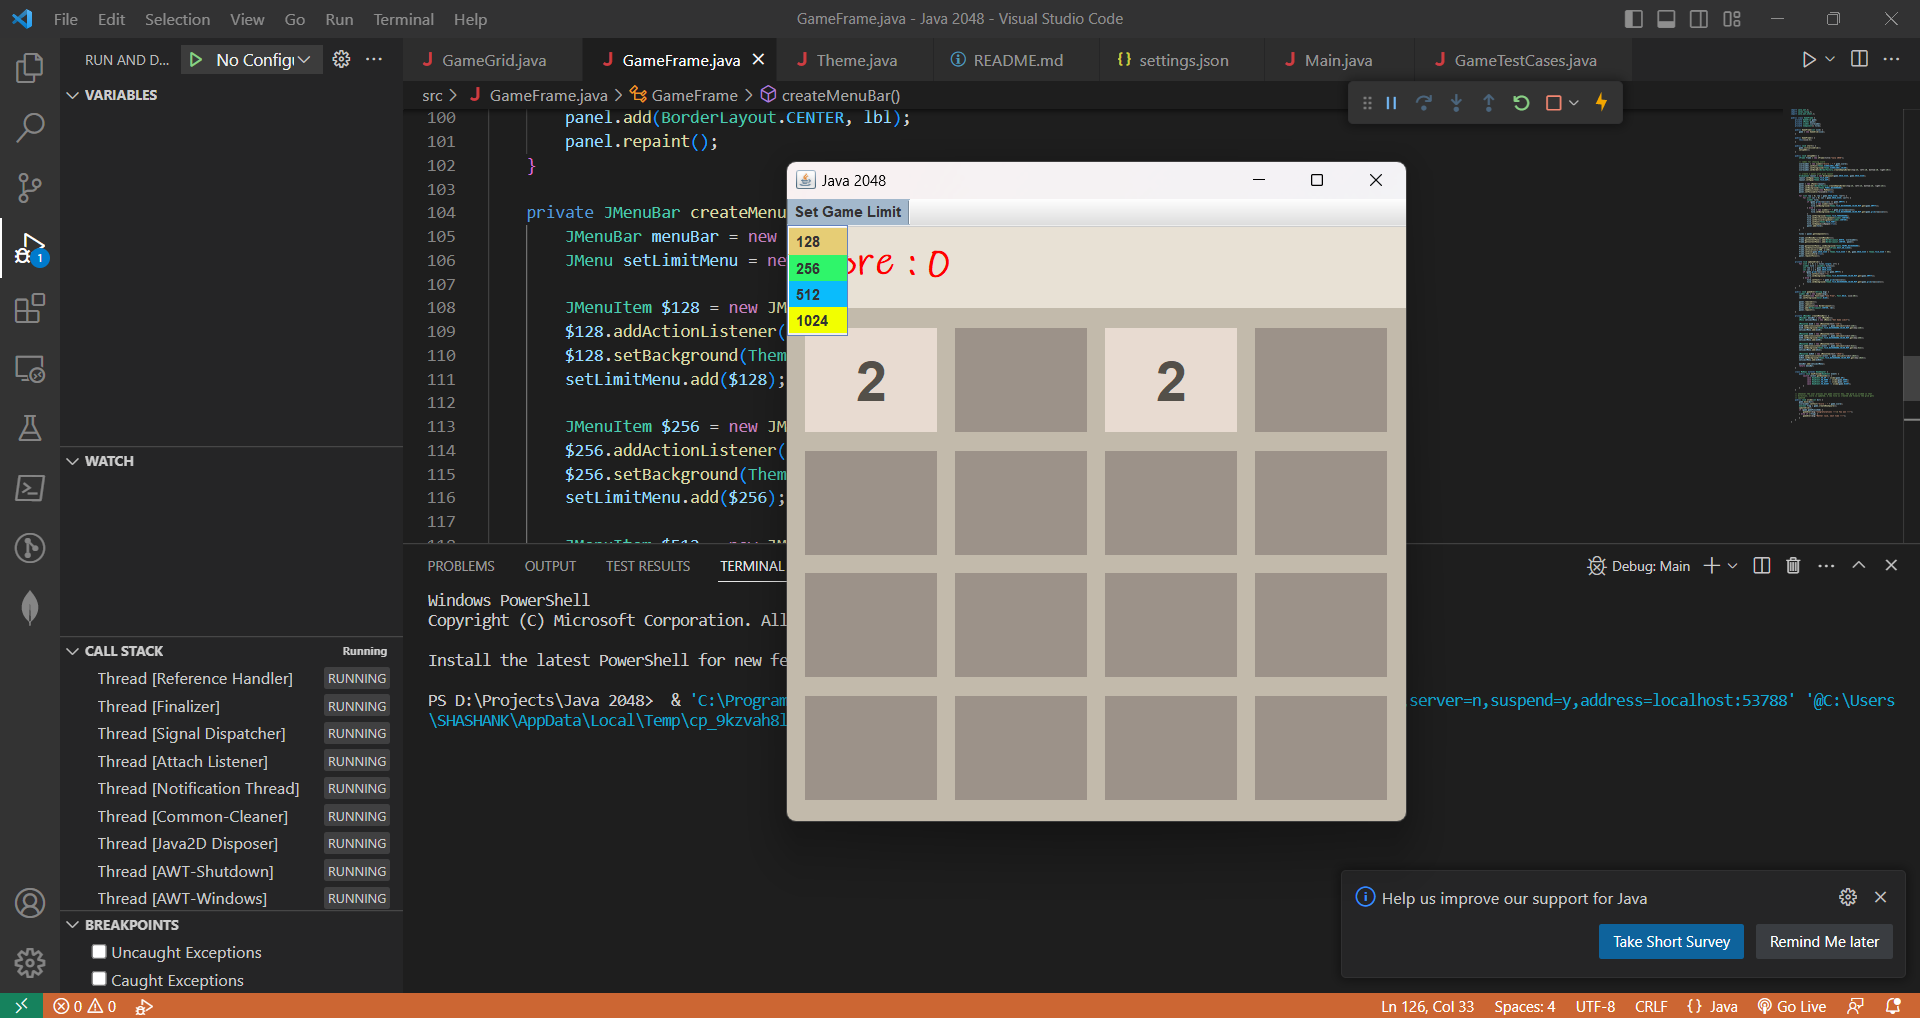 File Edit Selection View Go Run Terminal Help
GameFrame.java - Java 2048 - Visual Studio Code
RUN AND D... No Config
GameGrid.java GameFrame.java Theme.java README.md settings.json Main.java GameTestCases.java
src > GameFrame.java > GameFrame > createMenuBar()
VARIABLES
WATCH
CALL STACK Running
Thread [Reference Handler] RUNNING
Thread [Finalizer] RUNNING
Thread [Signal Dispatcher] RUNNING
Thread [Attach Listener] RUNNING
Thread [Notification Thread] RUNNING
Thread [Common-Cleaner] RUNNING
Thread [Java2D Disposer] RUNNING
Thread [AWT-Shutdown] RUNNING
Thread [AWT-Windows] RUNNING
BREAKPOINTS
Uncaught Exceptions
Caught Exceptions
1
100 panel.add(BorderLayout.CENTER, lbl);
101 panel.repaint();
102 }
103
104 private JMenuBar createMenu
105 JMenuBar menuBar = new
106 JMenu setLimitMenu = ne
107
108 JMenuItem $128 = new JM
109 $128.addActionListener(
110 $128.setBackground(Them
111 setLimitMenu.add($128);
112
113 JMenuItem $256 = new JM
114 $256.addActionListener(
115 $256.setBackground(Them
116 setLimitMenu.add($256);
117
118 JMenuItem $512 = new JM
Java 2048
Set Game Limit
128
256
512
1024
ore : 0
2 2
PROBLEMS OUTPUT TEST RESULTS TERMINAL
Debug: Main
Windows PowerShell
Copyright (C) Microsoft Corporation. All
Install the latest PowerShell for new fe
PS D:\Projects\Java 2048> & 'C:\Program server=n,suspend=y,address=localhost:53788' '@C:\Users
\SHASHANK\AppData\Local\Temp\cp_9kzvah8l
Help us improve our support for Java
Take Short Survey Remind Me later
0 0 Ln 126, Col 33 Spaces: 4 UTF-8 CRLF {} Java Go Live